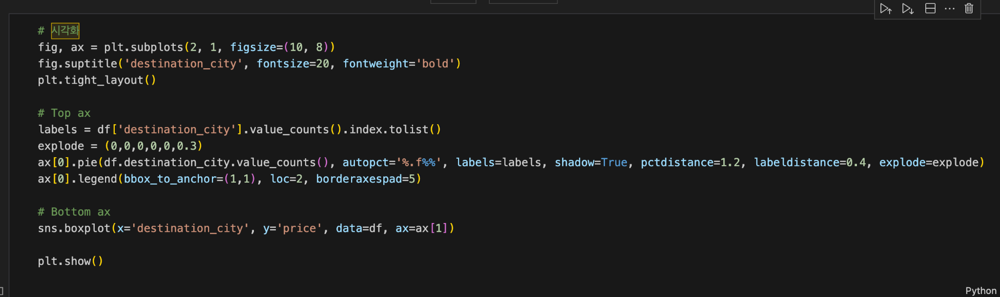 # 시각화
fig, ax = plt.subplots(2, 1, figsize=(10, 8))
fig.suptitle('destination_city', fontsize=20, fontweight='bold')
plt.tight_layout()
# Top ax
labels = df['destination_city'].value_counts().index.tolist()
explode = (0,0,0,0,0,0.3)
ax[0].pie(df.destination_city.value_counts(), autopct='%.f%%', labels=labels, shadow=True, pctdistance=1.2, labeldistance=0.4, explode=explode)
ax[0].legend(bbox_to_anchor=(1,1), loc=2, borderaxespad=5)
# Bottom ax
sns.boxplot(x='destination_city', y='price', data=df, ax=ax[1])
plt.show()
Python